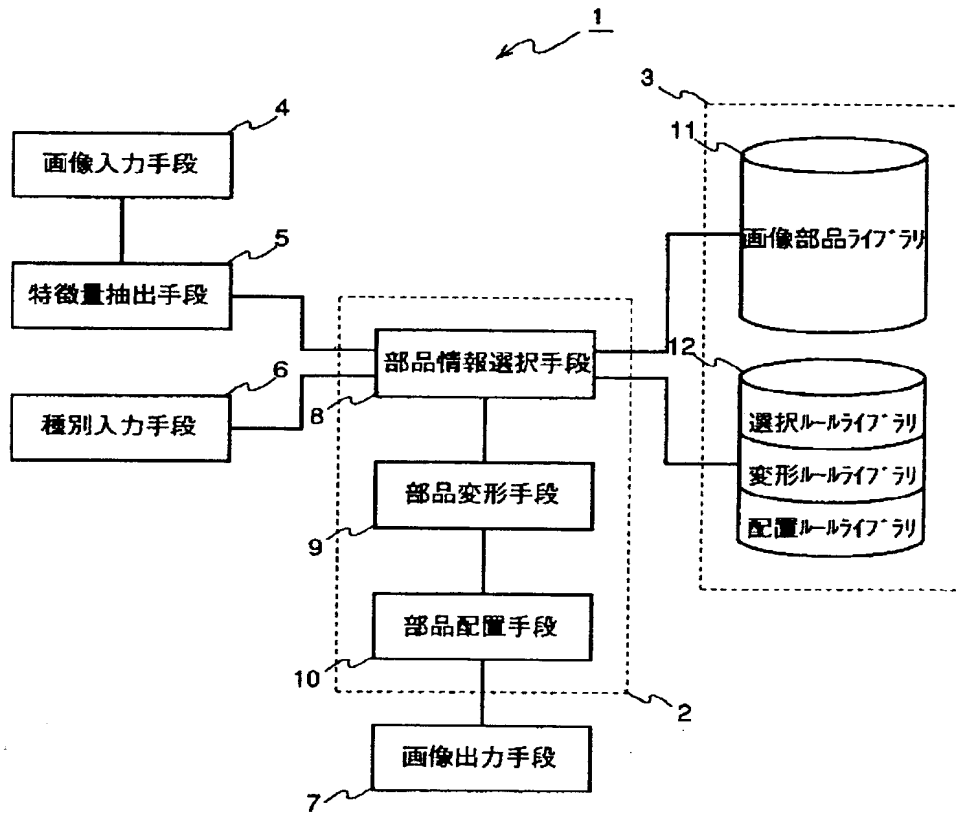 1
3
4
画像入力手段
11
画像部品ライブラリ
5
特徴量抽出手段
6
種別入力手段
部品情報選択手段
8
12
選択ルールライブラリ
変形ルールライブラリ
配置ルールライブラリ
部品変形手段
9
部品配置手段
10
2
画像出力手段
7